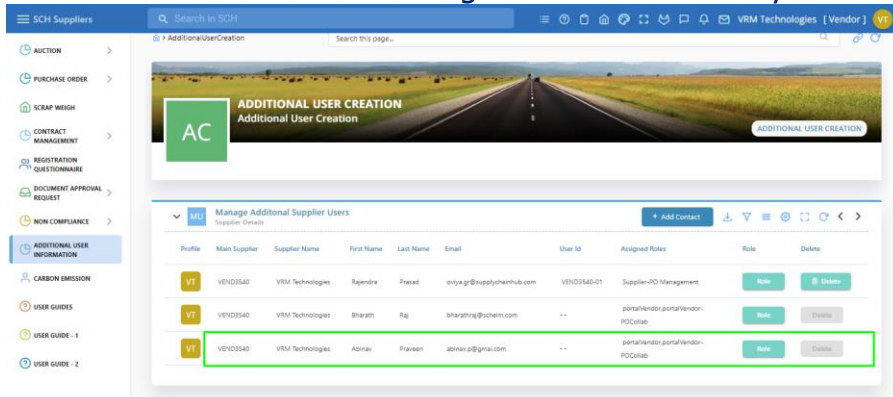 SCH Suppliers
Search in SCH
VRM Technologies [ Vendor ] VT
> AdditionalUserCreation
Search this page...
AUCTION
PURCHASE ORDER
SCRAP WEIGH
CONTRACT
MANAGEMENT
REGISTRATION
QUESTIONNAIRE
DOCUMENT APPROVAL
REQUEST
NON COMPLIANCE
ADDITIONAL USER
INFORMATION
CARBON EMISSION
USER GUIDES
USER GUIDE - 1
USER GUIDE - 2
AC
ADDITIONAL USER CREATION
Additional User Creation
ADDITIONAL USER CREATION
MU
Manage Additonal Supplier Users
Supplier Details
+ Add Contact
Profile Main Supplier Supplier Name First Name Last Name Email User Id Assigned Roles Role Delete
VT VEND3540 VRM Technologies Rajendra Prasad oviya.gr@supplychainhub.com VEND3540-01 Supplier-PO Management Role Delete
VT VEND3540 VRM Technologies Bharath Raj bharathraj@scheim.com - - portalVendor,portalVendor-
POCollab Role Delete
VT VEND3540 VRM Technologies Abinav Praveen abinav.p@gmai.com - - portalVendor,portalVendor-
POCollab Role Delete